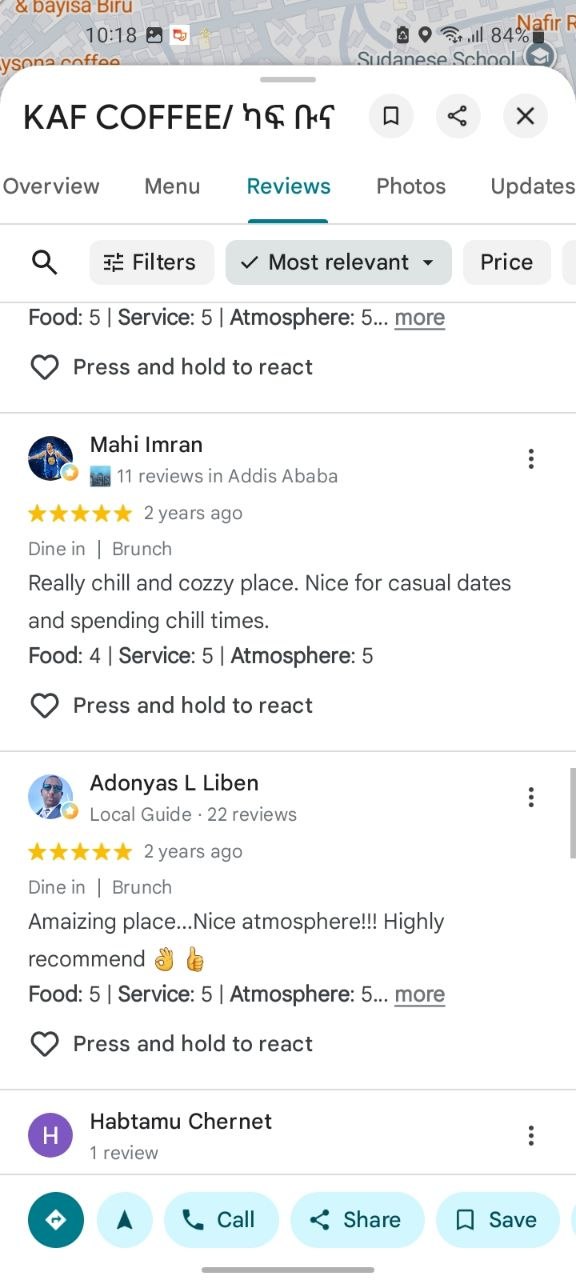 & bayisa Biru
10:18
84%
Nafir R
aysona coffee
Sudanese School
KAF COFFEE/ ካፍ ቡና
Overview Menu Reviews Photos Updates
Filters Most relevant Price
Food: 5 | Service: 5 | Atmosphere: 5... more
Press and hold to react
Mahi Imran
11 reviews in Addis Ababa
2 years ago
Dine in | Brunch
Really chill and cozzy place. Nice for casual dates
and spending chill times.
Food: 4 | Service: 5 | Atmosphere: 5
Press and hold to react
Adonyas L Liben
Local Guide · 22 reviews
2 years ago
Dine in | Brunch
Amaizing place...Nice atmosphere!!! Highly
recommend 👌 👍
Food: 5 | Service: 5 | Atmosphere: 5... more
Press and hold to react
H
Habtamu Chernet
1 review
Call Share Save